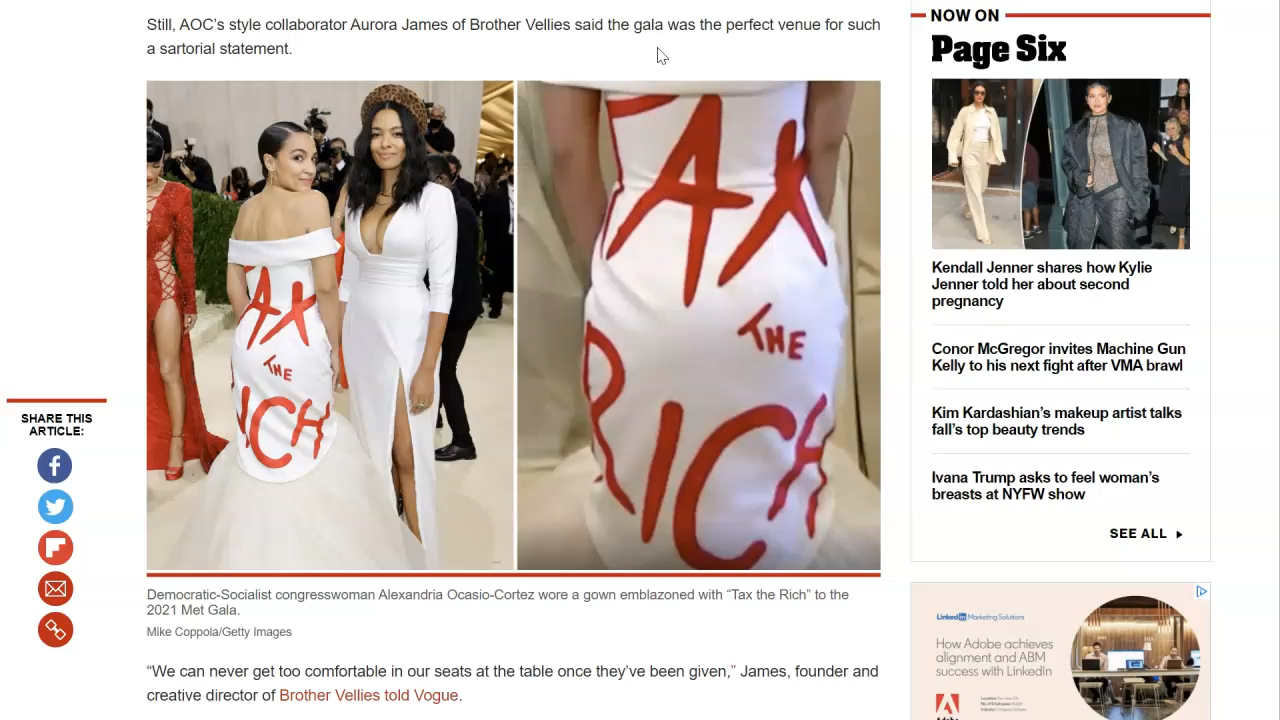 Still, AOC's style collaborator Aurora James of Brother Vellies said the gala was the perfect venue for such
a sartorial statement.
AX
THE
ICH
AX
THE
RICH
Democratic-Socialist congresswoman Alexandria Ocasio-Cortez wore a gown emblazoned with “Tax the Rich” to the
2021 Met Gala.
Mike Coppola/Getty Images
“We can never get too comfortable in our seats at the table once they’ve been given,” James, founder and
creative director of Brother Vellies told Vogue.
SHARE THIS
ARTICLE:
NOW ON
Page Six
Kendall Jenner shares how Kylie
Jenner told her about second
pregnancy
Conor McGregor invites Machine Gun
Kelly to his next fight after VMA brawl
Kim Kardashian’s makeup artist talks
fall’s top beauty trends
Ivana Trump asks to feel woman’s
breasts at NYFW show
SEE ALL
LinkedIn Marketing Solutions
How Adobe achieves
alignment and ABM
success with LinkedIn
Adobe